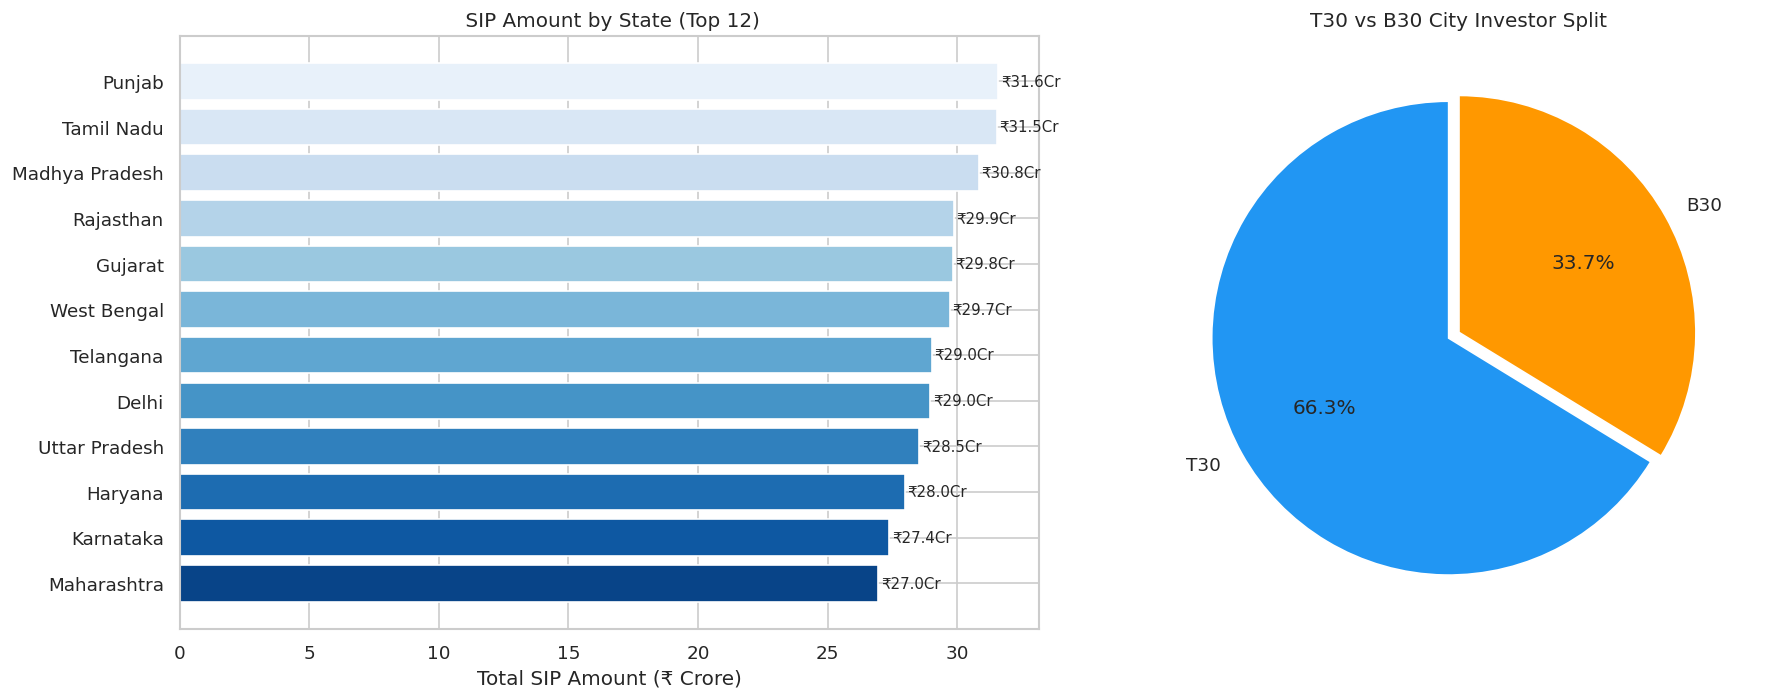 SIP Amount by State (Top 12)
Punjab ₹31.6Cr
Tamil Nadu ₹31.5Cr
Madhya Pradesh ₹30.8Cr
Rajasthan ₹29.9Cr
Gujarat ₹29.8Cr
West Bengal ₹29.7Cr
Telangana ₹29.0Cr
Delhi ₹29.0Cr
Uttar Pradesh ₹28.5Cr
Haryana ₹28.0Cr
Karnataka ₹27.4Cr
Maharashtra ₹27.0Cr
0 5 10 15 20 25 30
Total SIP Amount (₹ Crore)
T30 vs B30 City Investor Split
B30
33.7%
66.3%
T30